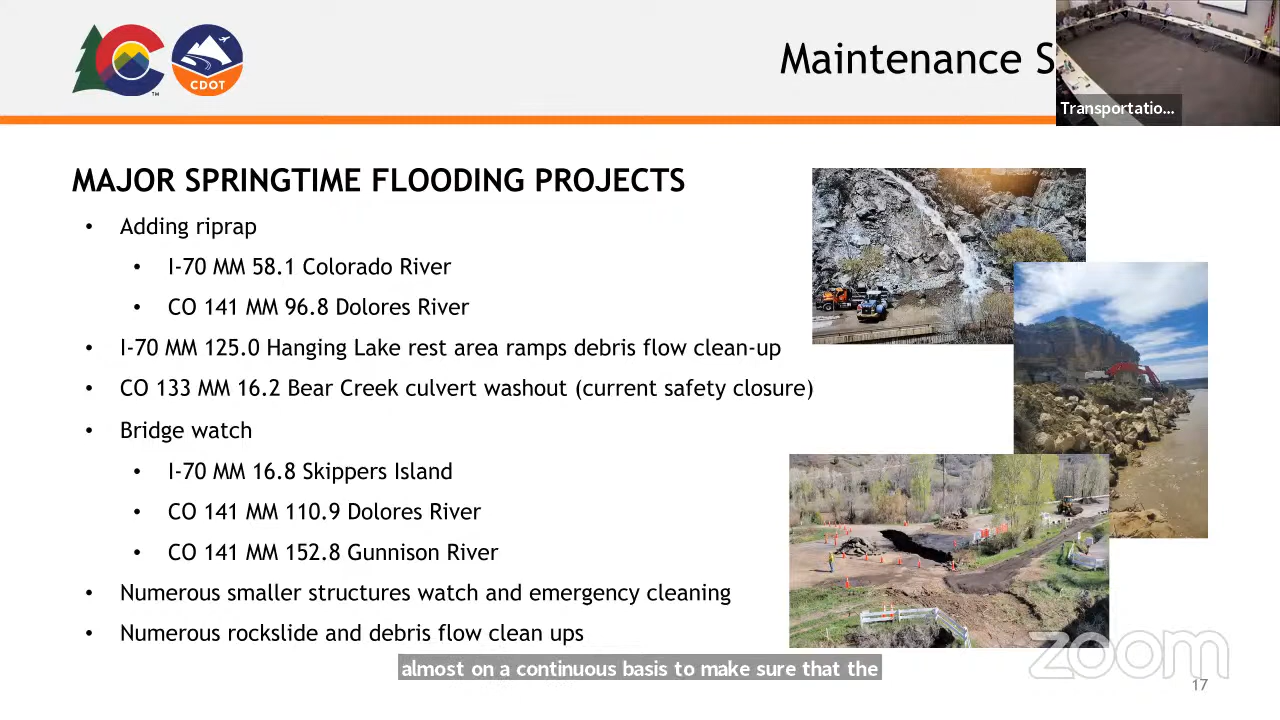 CDOT
TM
Maintenance S
Transportatio...
MAJOR SPRINGTIME FLOODING PROJECTS
• Adding riprap
• I-70 MM 58.1 Colorado River
• CO 141 MM 96.8 Dolores River
• I-70 MM 125.0 Hanging Lake rest area ramps debris flow clean-up
• CO 133 MM 16.2 Bear Creek culvert washout (current safety closure)
• Bridge watch
• I-70 MM 16.8 Skippers Island
• CO 141 MM 110.9 Dolores River
• CO 141 MM 152.8 Gunnison River
• Numerous smaller structures watch and emergency cleaning
• Numerous rockslide and debris flow clean ups
almost on a continuous basis to make sure that the
zoom
17